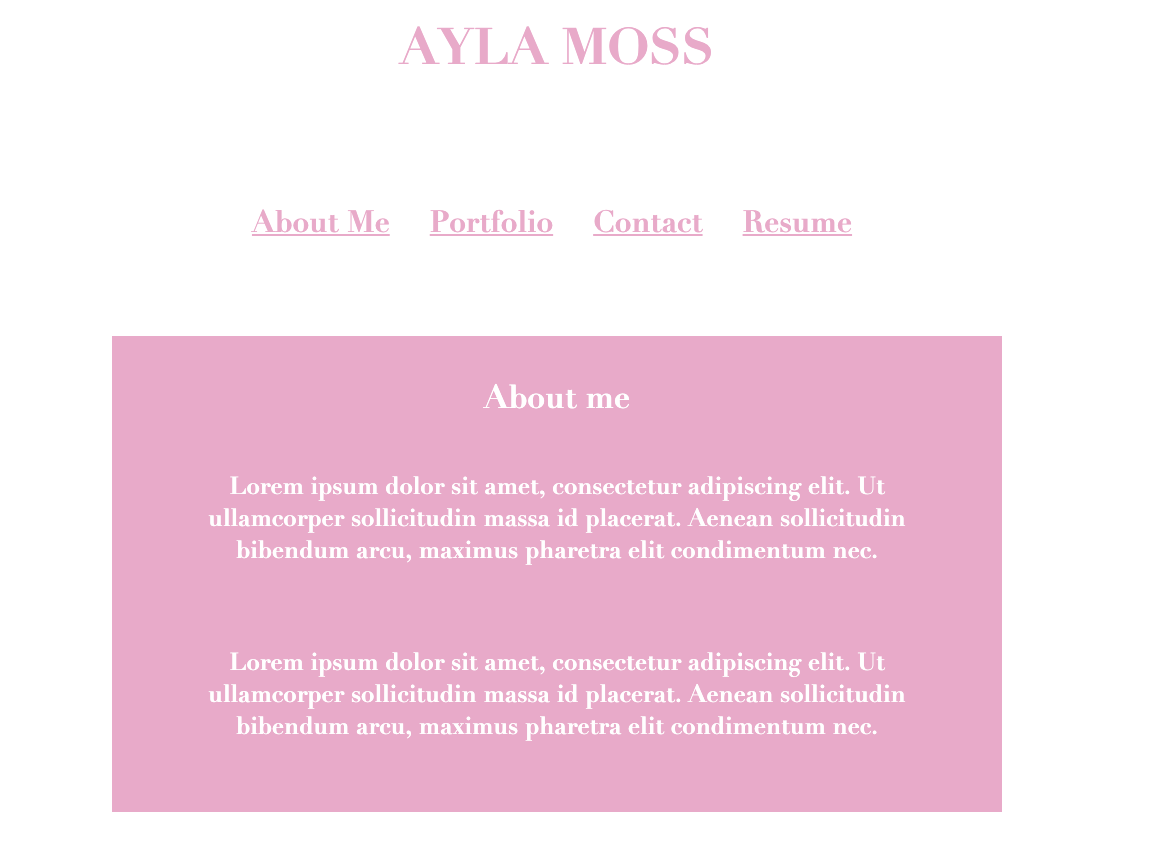 AYLA MOSS
About Me Portfolio Contact Resume
About me
Lorem ipsum dolor sit amet, consectetur adipiscing elit. Ut
ullamcorper sollicitudin massa id placerat. Aenean sollicitudin
bibendum arcu, maximus pharetra elit condimentum nec.
Lorem ipsum dolor sit amet, consectetur adipiscing elit. Ut
ullamcorper sollicitudin massa id placerat. Aenean sollicitudin
bibendum arcu, maximus pharetra elit condimentum nec.